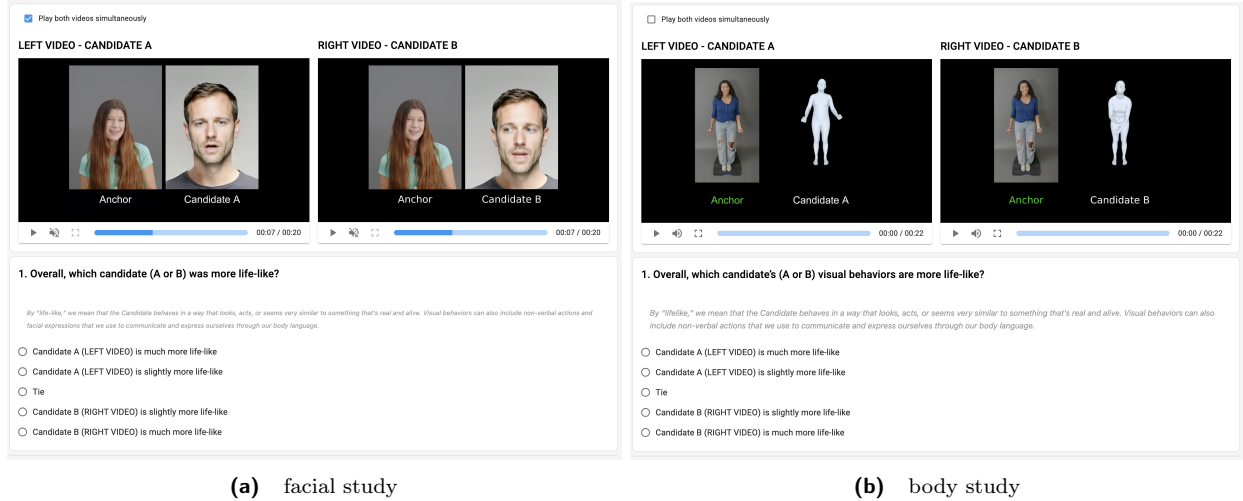 Play both videos simultaneously
LEFT VIDEO - CANDIDATE A
RIGHT VIDEO - CANDIDATE B
Anchor
Candidate A
Anchor
Candidate B
00:07 / 00:20
00:07 / 00:20
1. Overall, which candidate (A or B) was more life-like?
By “life-like,” we mean that the Candidate behaves in a way that looks, acts, or seems very similar to something that's real and alive. Visual behaviors can also include non-verbal actions and
facial expressions that we use to communicate and express ourselves through our body language.
Candidate A (LEFT VIDEO) is much more life-like
Candidate A (LEFT VIDEO) is slightly more life-like
Tie
Candidate B (RIGHT VIDEO) is slightly more life-like
Candidate B (RIGHT VIDEO) is much more life-like
(a) facial study
Play both videos simultaneously
LEFT VIDEO - CANDIDATE A
RIGHT VIDEO - CANDIDATE B
Anchor
Candidate A
Anchor
Candidate B
00:00 / 00:22
00:00 / 00:22
1. Overall, which candidate's (A or B) visual behaviors are more life-like?
By “lifelike,” we mean that the Candidate behaves in a way that looks, acts, or seems very similar to something that's real and alive. Visual behaviors can also
include non-verbal actions that we use to communicate and express ourselves through our body language.
Candidate A (LEFT VIDEO) is much more life-like
Candidate A (LEFT VIDEO) is slightly more life-like
Tie
Candidate B (RIGHT VIDEO) is slightly more life-like
Candidate B (RIGHT VIDEO) is much more life-like
(b) body study